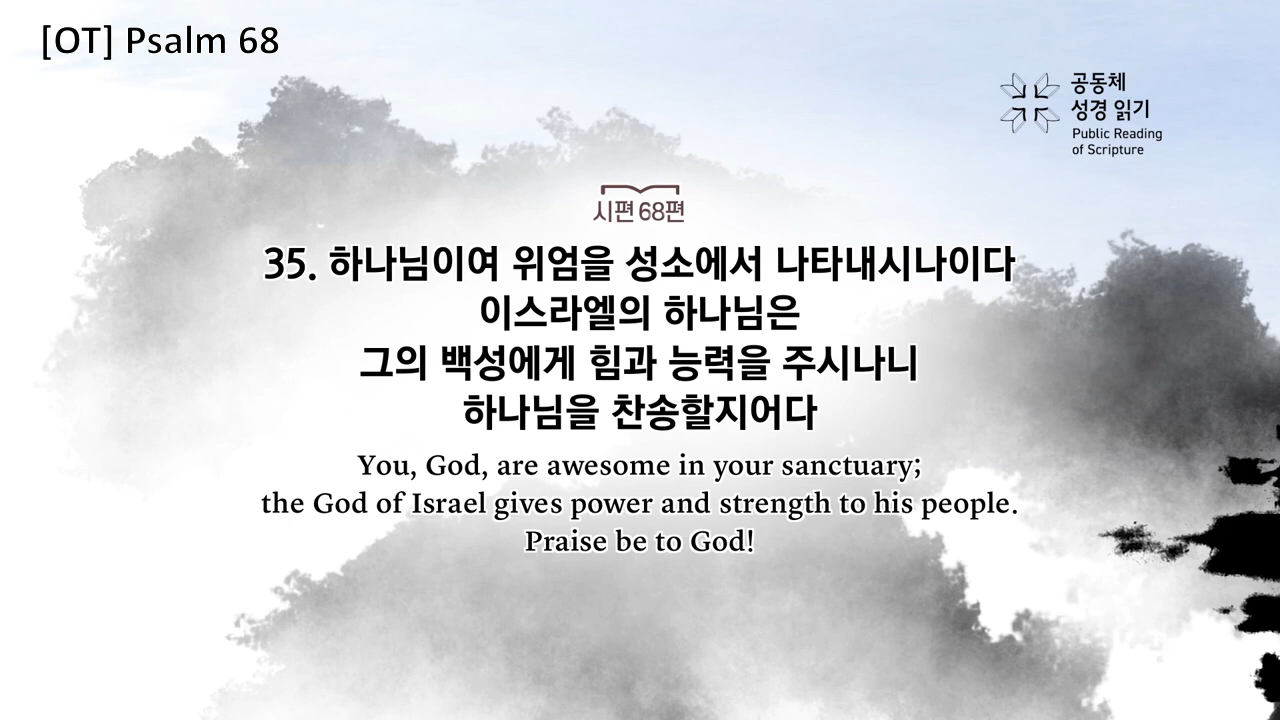 [OT] Psalm 68
공동체
성경 읽기
Public Reading
of Scripture
시편 68편
35. 하나님이여 위엄을 성소에서 나타내시나이다
이스라엘의 하나님은
그의 백성에게 힘과 능력을 주시나니
하나님을 찬송할지어다
You, God, are awesome in your sanctuary;
the God of Israel gives power and strength to his people.
Praise be to God!